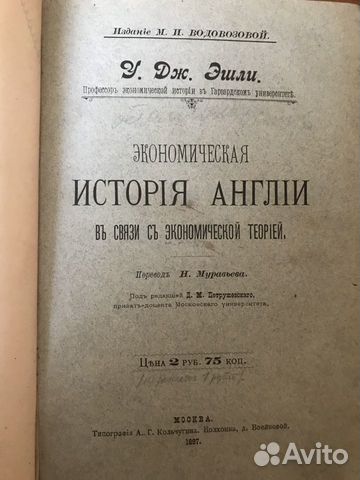 Изданіе М. И. ВОДОВОЗОВОЙ.
У. Дж. Эшли.
Профессоръ экономической исторіи въ Гарвардскомъ университетѣ.
ЭКОНОМИЧЕСКАЯ
ИСТОРІЯ АНГЛІИ
ВЪ СВЯЗИ СЪ ЭКОНОМИЧЕСКОЙ ТЕОРІЕЙ.
Переводъ Н. Муравьева.
Подъ редакціей Д. М. Петрушевскаго,
приватъ-доцента Московскаго университета.
Цѣна 2 руб. 75 коп.
МОСКВА.
Типографія А. Г. Кольчугина. Волхонка, д. Воейковой.
1897.
Avito